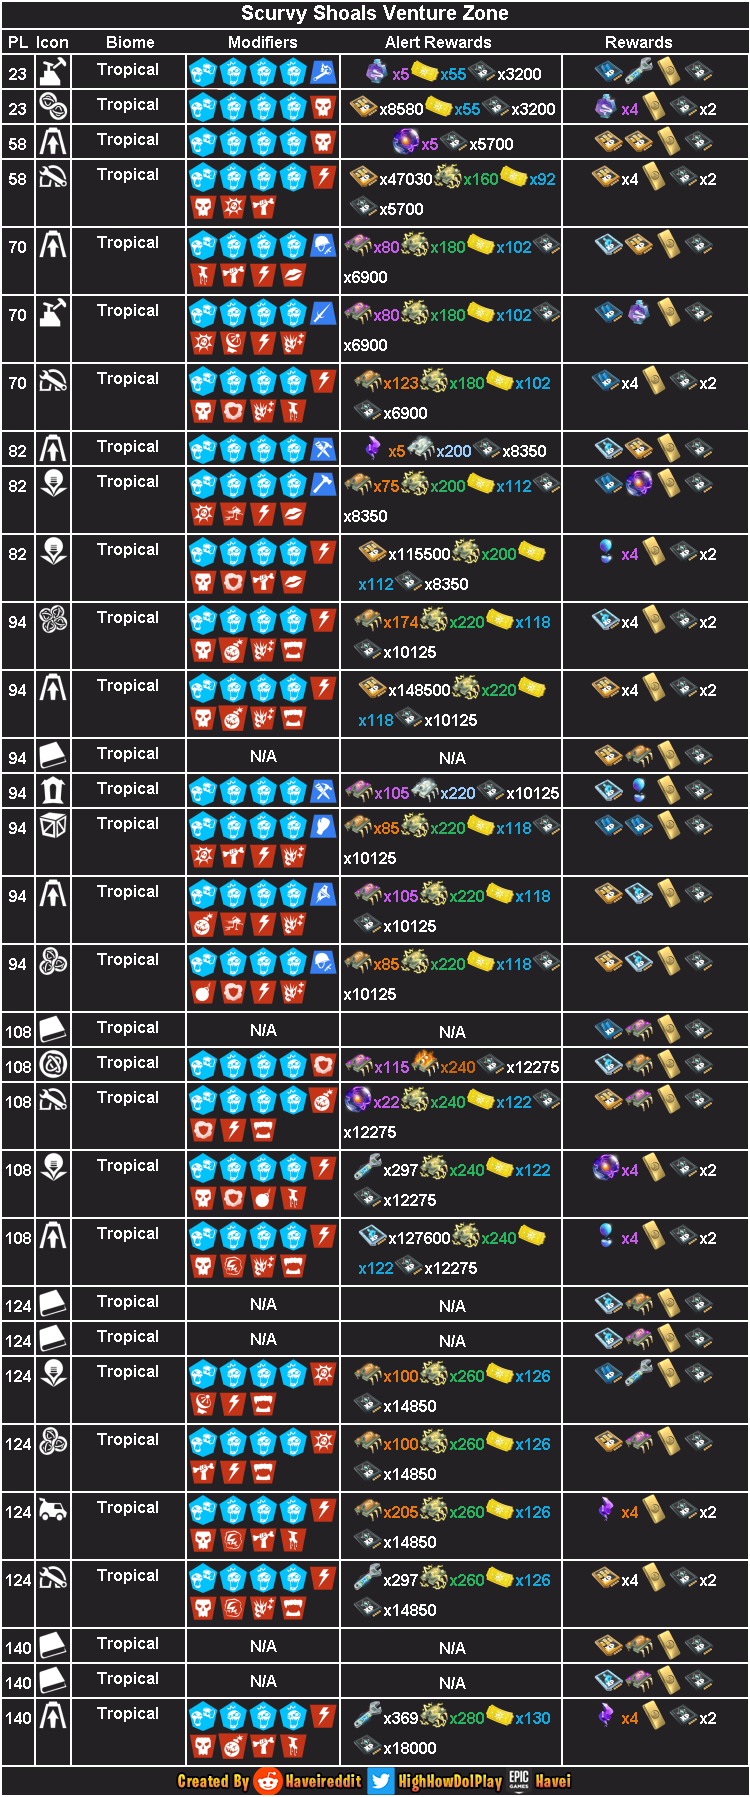 Scurvy Shoals Venture Zone
PL Icon Biome Modifiers Alert Rewards Rewards
23 Tropical x5 x55 x3200
23 Tropical x8580 x55 x3200 x4 x2
58 Tropical x5 x5700
58 Tropical x47030 x160 x92 x4 x2
x5700
70 Tropical x80 x180 x102
x6900
70 Tropical x80 x180 x102
x6900
70 Tropical x123 x180 x102 x4 x2
x6900
82 Tropical x5 x200 x8350
82 Tropical x75 x200 x112
x8350
82 Tropical x115500 x200 x4 x2
x112 x8350
94 Tropical x174 x220 x118 x4 x2
x10125
94 Tropical x148500 x220 x4 x2
x118 x10125
94 Tropical N/A N/A
94 Tropical x105 x220 x10125
94 Tropical x85 x220 x118
x10125
94 Tropical x105 x220 x118
x10125
94 Tropical x85 x220 x118
x10125
108 Tropical N/A N/A
108 Tropical x115 x240 x12275
108 Tropical x22 x240 x122
x12275
108 Tropical x297 x240 x122 x4 x2
x12275
108 Tropical x127600 x240 x4 x2
x122 x12275
124 Tropical N/A N/A
124 Tropical N/A N/A
124 Tropical x100 x260 x126
x14850
124 Tropical x100 x260 x126
x14850
124 Tropical x205 x260 x126 x4 x2
x14850
124 Tropical x297 x260 x126 x4 x2
x14850
140 Tropical N/A N/A
140 Tropical N/A N/A
140 Tropical x369 x280 x130 x4 x2
x18000
Created By Haveireddit HighHowDoIPlay EPIC GAMES Havei